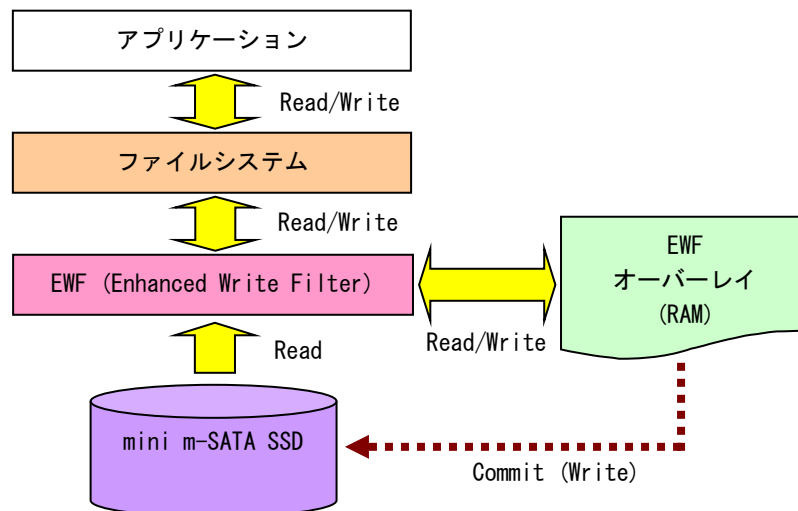 アプリケーション
Read/Write
ファイルシステム
Read/Write
EWF (Enhanced Write Filter)
EWF
オーバーレイ
(RAM)
Read/Write
Read
mini m-SATA SSD
Commit (Write)